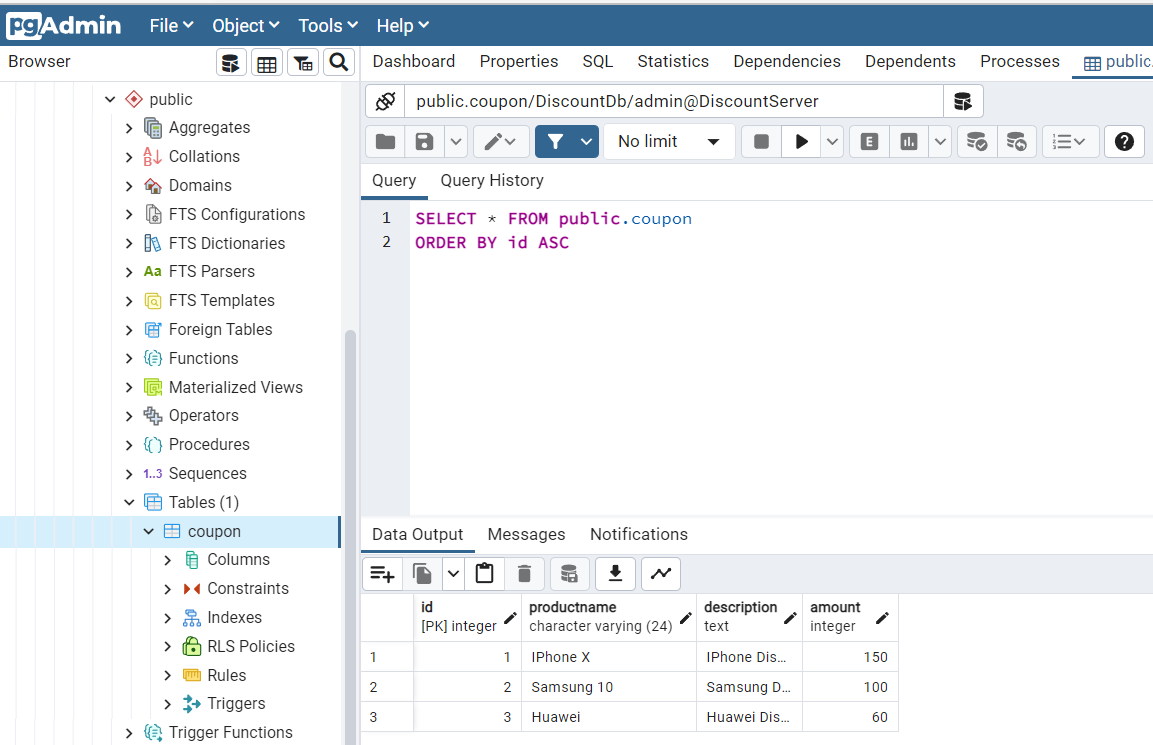 pgAdmin File Object Tools Help
Browser
Dashboard Properties SQL Statistics Dependencies Dependents Processes public.
public
Aggregates
Collations
Domains
FTS Configurations
FTS Dictionaries
Aa FTS Parsers
FTS Templates
Foreign Tables
Functions
Materialized Views
Operators
Procedures
1..3 Sequences
Tables (1)
coupon
Columns
Constraints
Indexes
RLS Policies
Rules
Triggers
Trigger Functions
public.coupon/DiscountDb/admin@DiscountServer
No limit
E
Query Query History
1 SELECT * FROM public.coupon
2 ORDER BY id ASC
Data Output Messages Notifications
id productname description amount
[PK] integer character varying (24) text integer
1 1 IPhone X IPhone Dis... 150
2 2 Samsung 10 Samsung D... 100
3 3 Huawei Huawei Dis... 60